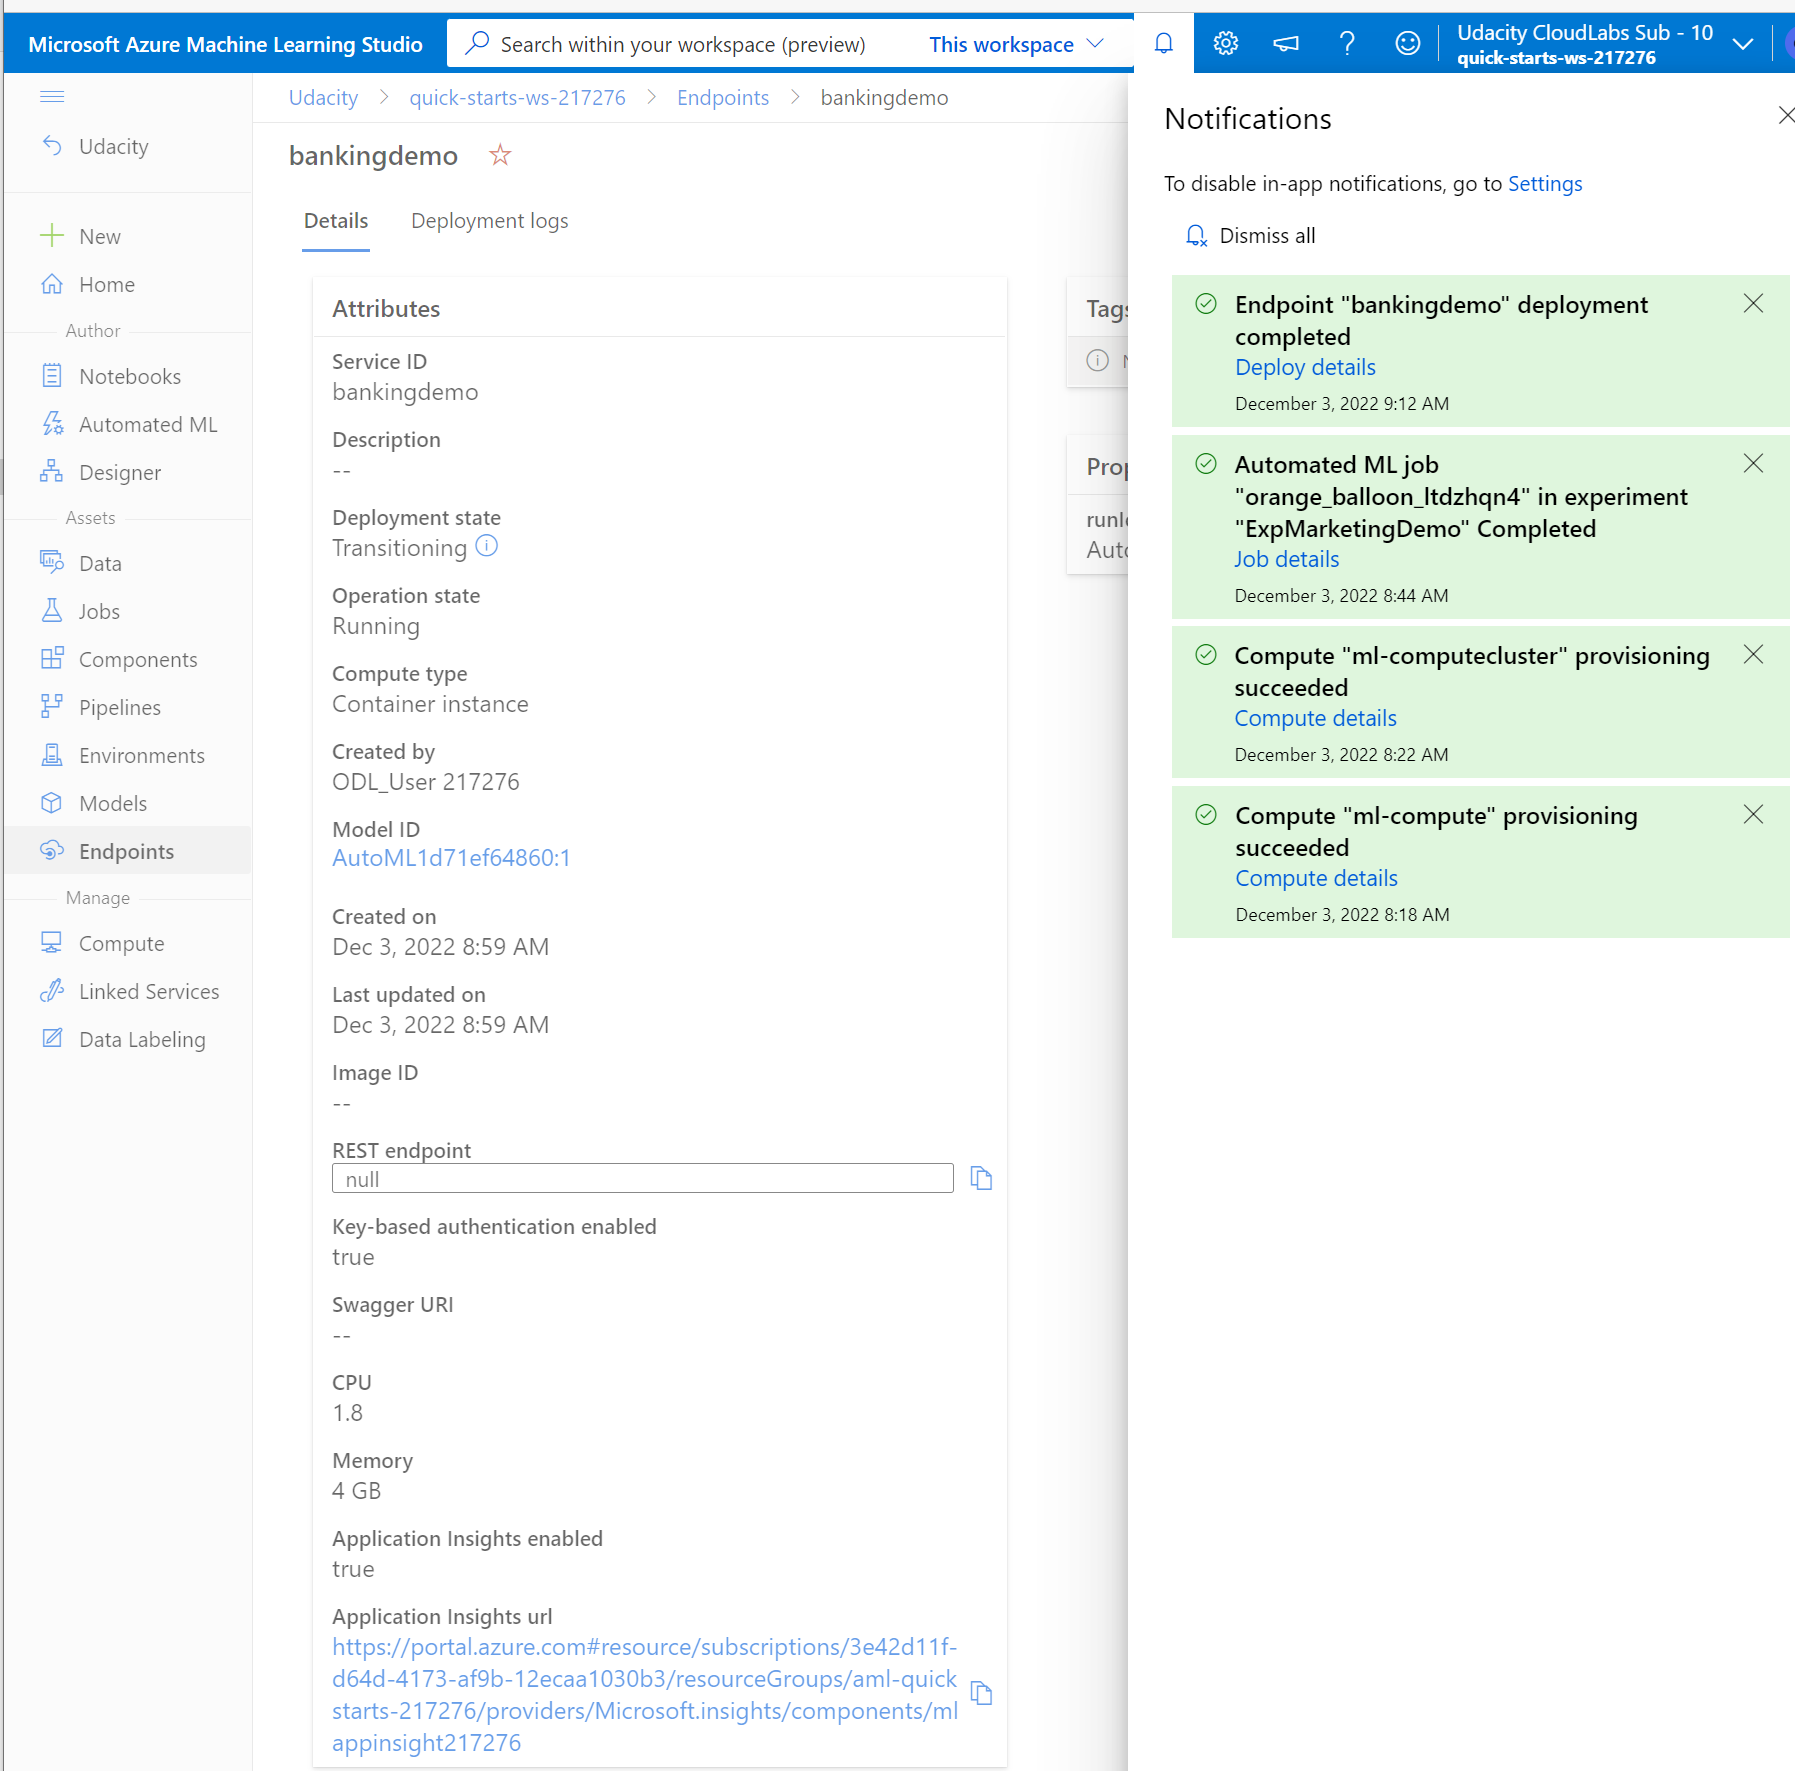 Microsoft Azure Machine Learning Studio
Search within your workspace (preview)
This workspace
Udacity CloudLabs Sub - 10
quick-starts-ws-217276
Udacity
New
Home
Author
Notebooks
Automated ML
Designer
Assets
Data
Jobs
Components
Pipelines
Environments
Models
Endpoints
Manage
Compute
Linked Services
Data Labeling
Udacity > quick-starts-ws-217276 > Endpoints > bankingdemo
bankingdemo
Details
Deployment logs
Attributes
Service ID
bankingdemo
Description
--
Deployment state
Transitioning
Operation state
Running
Compute type
Container instance
Created by
ODL_User 217276
Model ID
AutoML1d71ef64860:1
Created on
Dec 3, 2022 8:59 AM
Last updated on
Dec 3, 2022 8:59 AM
Image ID
--
REST endpoint
null
Key-based authentication enabled
true
Swagger URI
--
CPU
1.8
Memory
4 GB
Application Insights enabled
true
Application Insights url
https://portal.azure.com#resource/subscriptions/3e42d11f-
d64d-4173-af9b-12ecaa1030b3/resourceGroups/aml-quick
starts-217276/providers/Microsoft.insights/components/ml
appinsight217276
Tags
Notifications
To disable in-app notifications, go to Settings
Dismiss all
Endpoint "bankingdemo" deployment
completed
Deploy details
December 3, 2022 9:12 AM
Automated ML job
"orange_balloon_ltdzhqn4" in experiment
"ExpMarketingDemo" Completed
Job details
December 3, 2022 8:44 AM
Compute "ml-computecluster" provisioning
succeeded
Compute details
December 3, 2022 8:22 AM
Compute "ml-compute" provisioning
succeeded
Compute details
December 3, 2022 8:18 AM